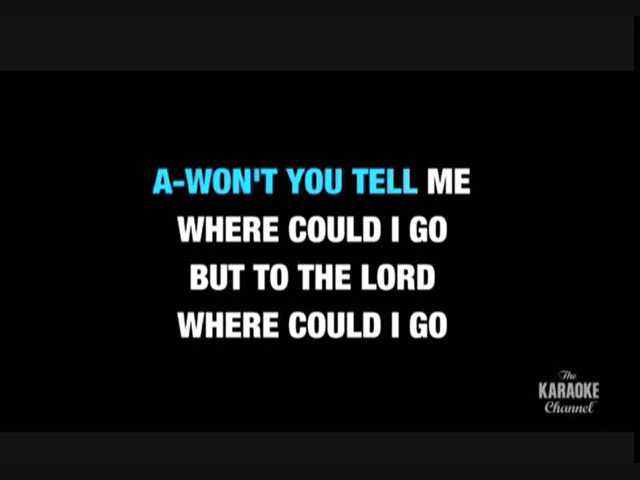 A-WON'T YOU TELL ME
WHERE COULD I GO
BUT TO THE LORD
WHERE COULD I GO
The
KARAOKE
Channel